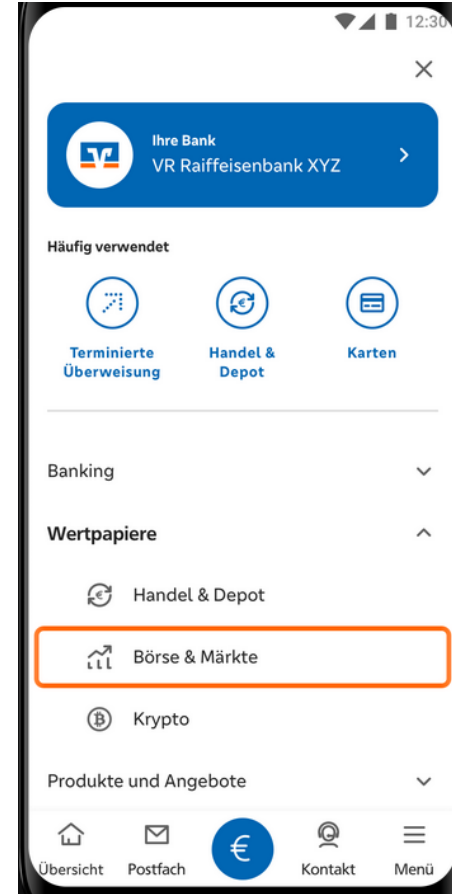 12:30
Ihre Bank
VR Raiffeisenbank XYZ
Häufig verwendet
Terminierte Überweisung
Handel & Depot
Karten
Banking
Wertpapiere
Handel & Depot
Börse & Märkte
Krypto
Produkte und Angebote
€
Übersicht
Postfach
Kontakt
Menü